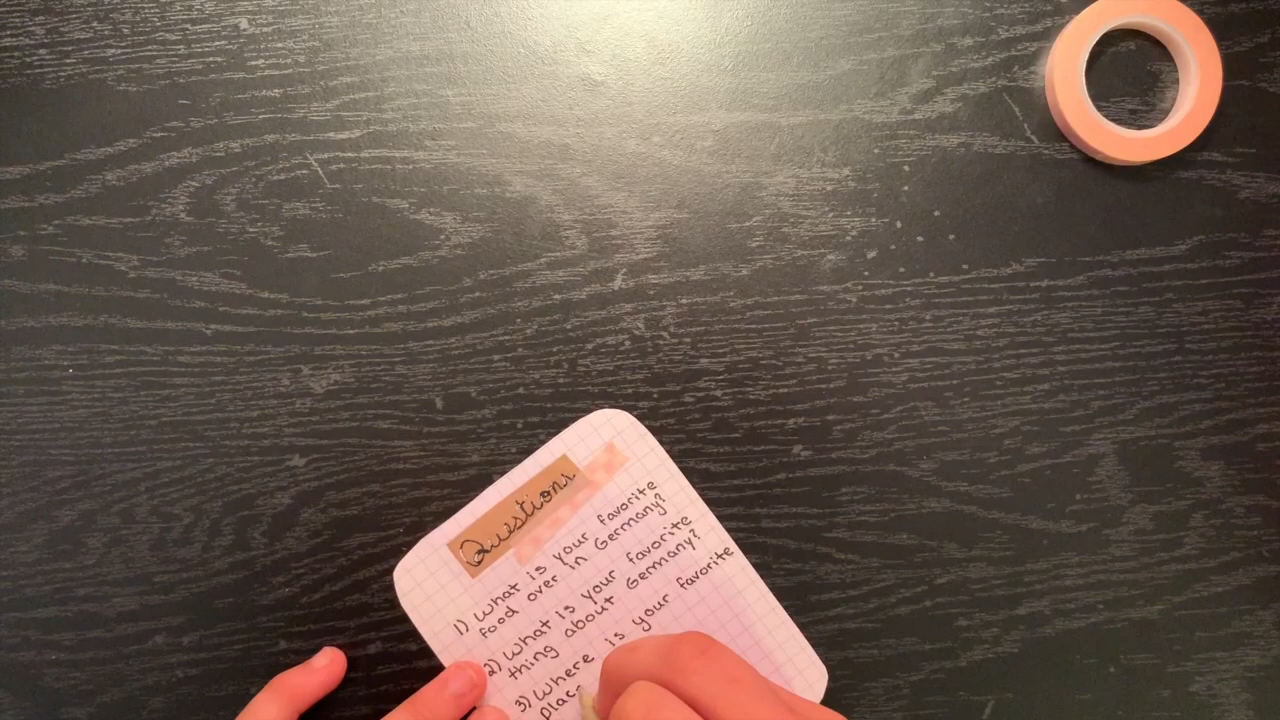 Questions
1) What is your favorite
food over in Germany?
2) What is your favorite
thing about Germany?
3) Where is your favorite
plac